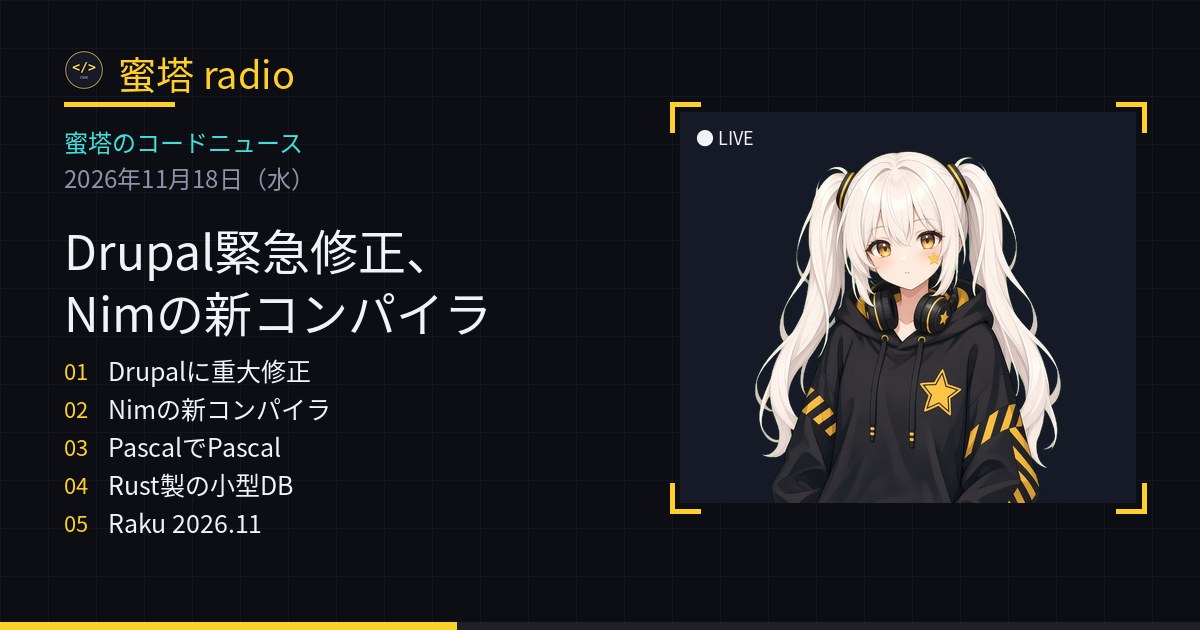 </>
蜜塔 radio
蜜塔のコードニュース
2026年11月18日（水）
Drupal緊急修正、
Nimの新コンパイラ
01 Drupalに重大修正
02 Nimの新コンパイラ
03 PascalでPascal
04 Rust製の小型DB
05 Raku 2026.11
LIVE